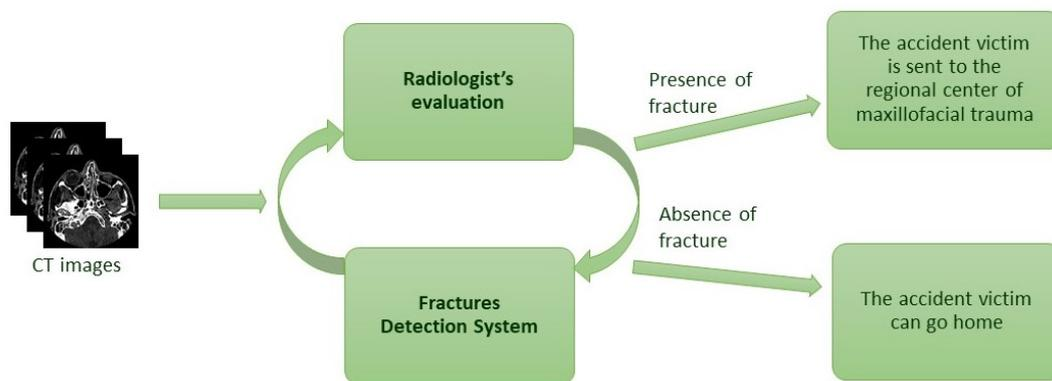 CT images
Radiologist's
evaluation
Fractures
Detection System
Presence of
fracture
Absence of
fracture
The accident victim
is sent to the
regional center of
maxillofacial trauma
The accident victim
can go home